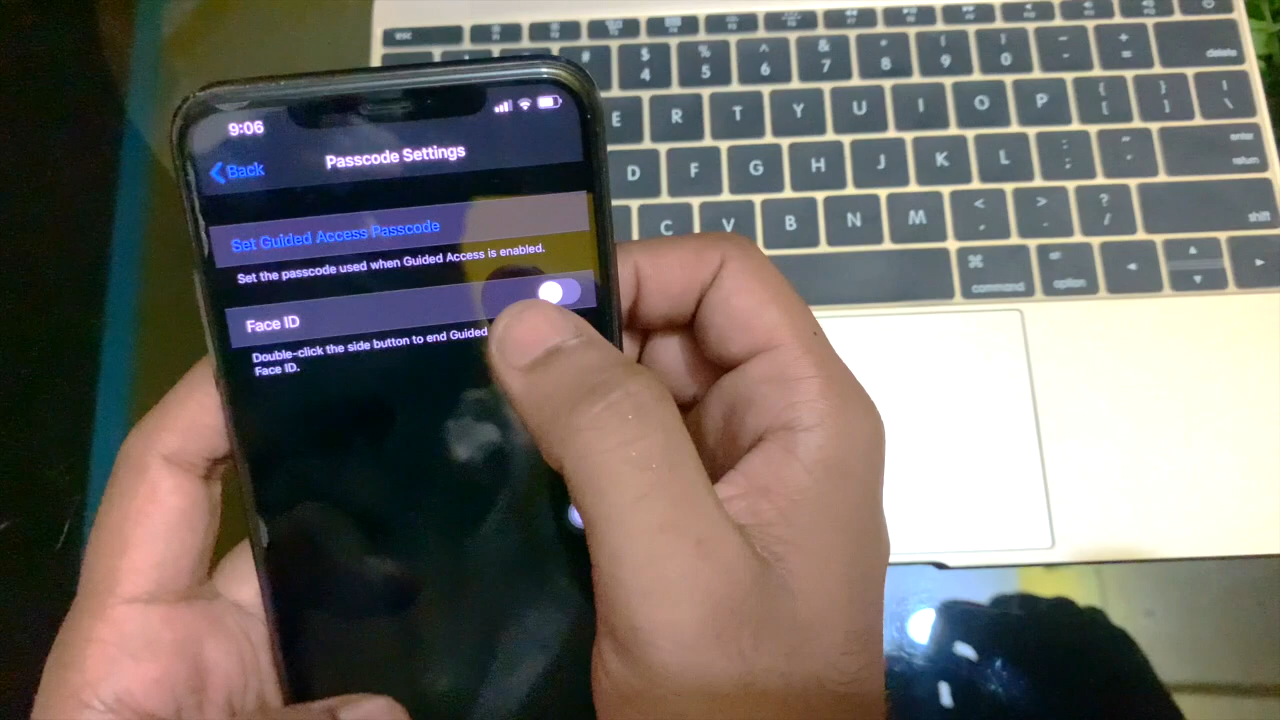 9:06
Back
Passcode Settings
Set Guided Access Passcode
Set the passcode used when Guided Access is enabled.
Face ID
Double-click the side button to end Guided
Face ID.
esc
$ 4
% 5
^ 6
& 7
* 8
( 9
) 0
- -
+ =
delete
E R T Y U I O P { [ } ] | \
D F G H J K L : ; enter return
C V B N M < , > . ? / shift
⌘ command
option